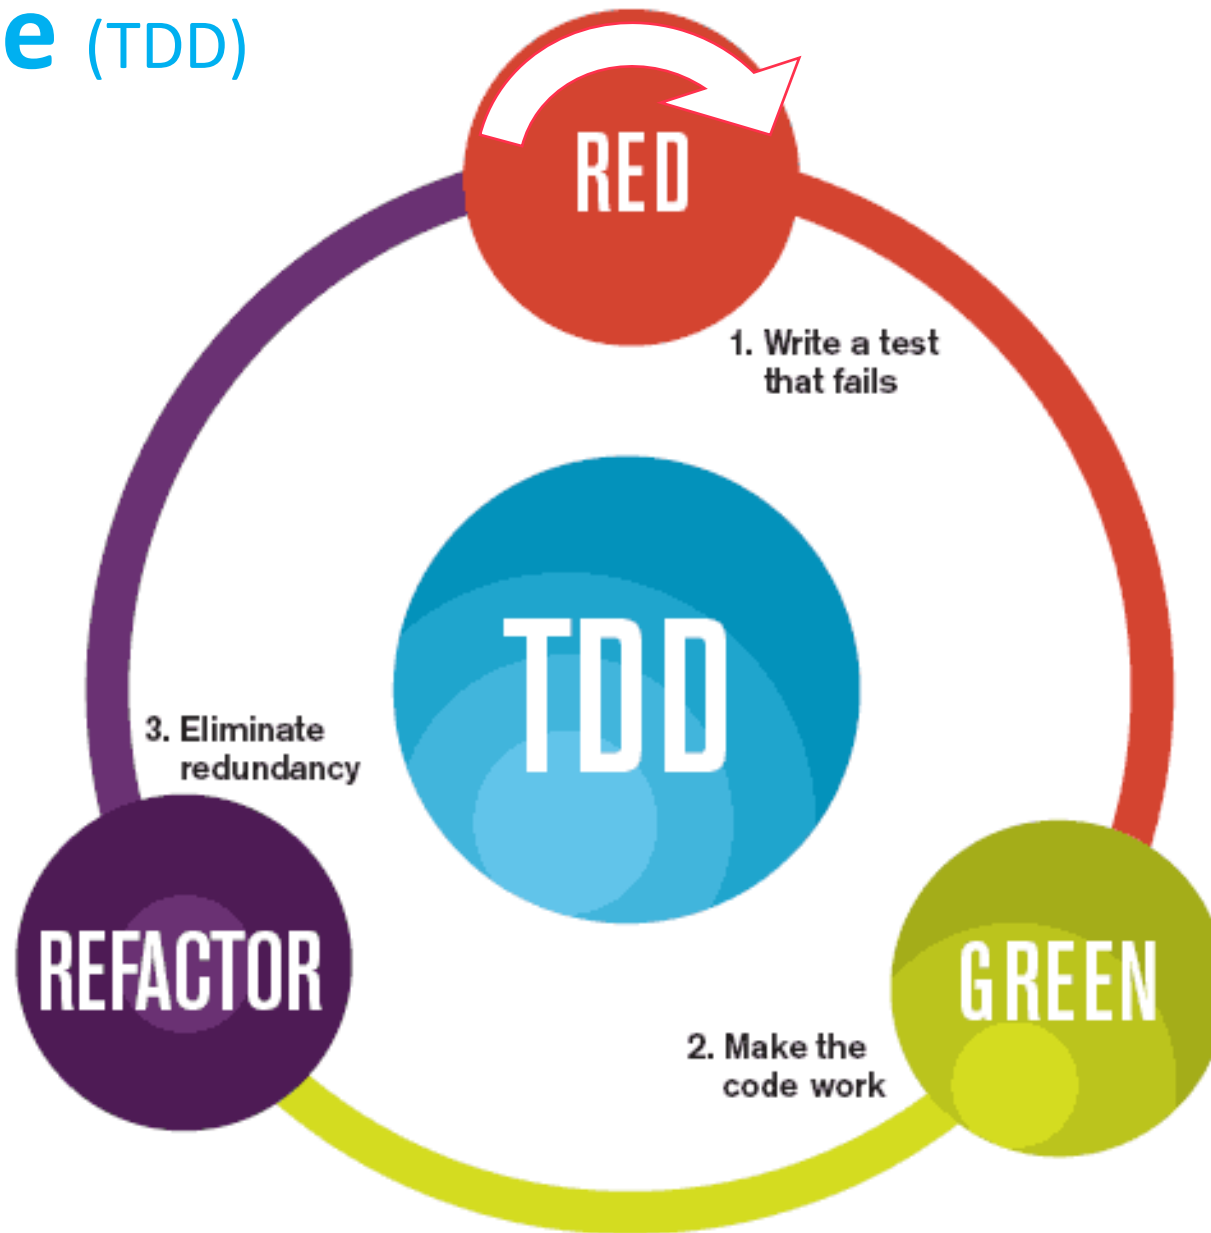 e (TDD)
RED
1. Write a test
that fails
TDD
3. Eliminate
redundancy
REFACTOR
GREEN
2. Make the
code work